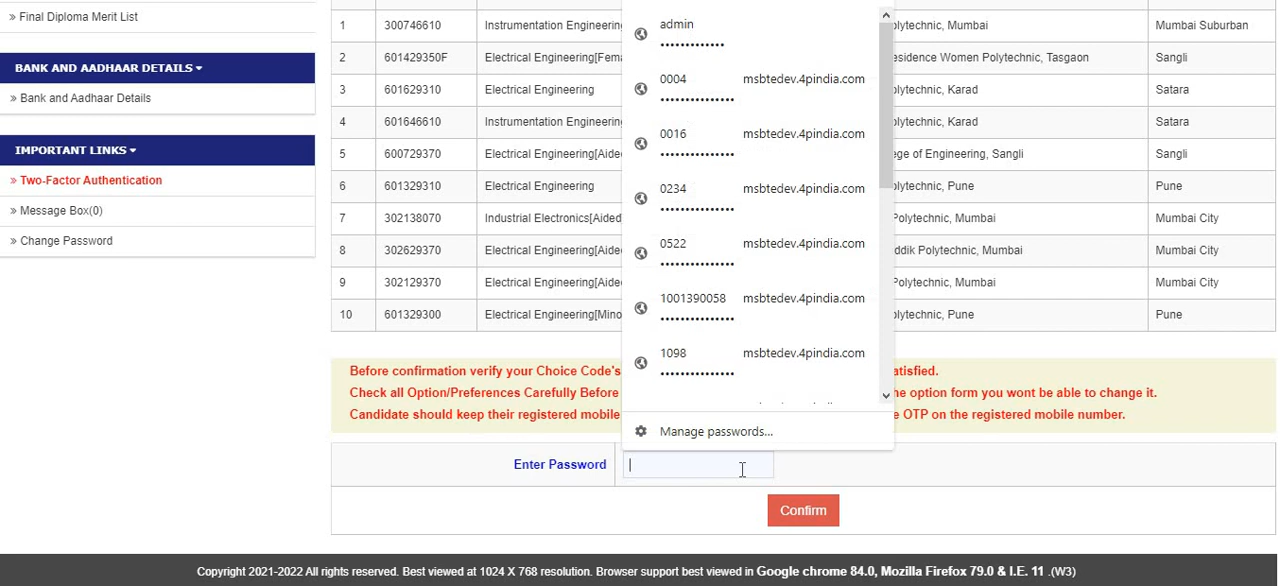 » Final Diploma Merit List
BANK AND AADHAAR DETAILS
» Bank and Aadhaar Details
IMPORTANT LINKS
» Two-Factor Authentication
» Message Box(0)
» Change Password
1 300746610 Instrumentation Engineering olytechnic, Mumbai Mumbai Suburban
2 601429350F Electrical Engineering[Fema esidence Women Polytechnic, Tasgaon Sangli
3 601629310 Electrical Engineering olytechnic, Karad Satara
4 601646610 Instrumentation Engineering olytechnic, Karad Satara
5 600729370 Electrical Engineering[Aided ege of Engineering, Sangli Sangli
6 601329310 Electrical Engineering olytechnic, Pune Pune
7 302138070 Industrial Electronics[Aided Polytechnic, Mumbai Mumbai City
8 302629370 Electrical Engineering[Aided ddik Polytechnic, Mumbai Mumbai City
9 302129370 Electrical Engineering[Aided Polytechnic, Mumbai Mumbai City
10 601329300 Electrical Engineering[Mino olytechnic, Pune Pune
admin
•••••••••••••
0004 msbtedev.4pindia.com
•••••••••••••••
0016 msbtedev.4pindia.com
•••••••••••••••
0234 msbtedev.4pindia.com
•••••••••••••••
0522 msbtedev.4pindia.com
•••••••••••••••
1001390058 msbtedev.4pindia.com
•••••••••••••••
1098 msbtedev.4pindia.com
•••••••••••••••
Manage passwords...
Before confirmation verify your Choice Code's atisfied.
Check all Option/Preferences Carefully Before ne option form you wont be able to change it.
Candidate should keep their registered mobile e OTP on the registered mobile number.
Enter Password
Confirm
Copyright 2021-2022 All rights reserved. Best viewed at 1024 X 768 resolution. Browser support best viewed in Google chrome 84.0, Mozilla Firefox 79.0 & I.E. 11 .(W3)